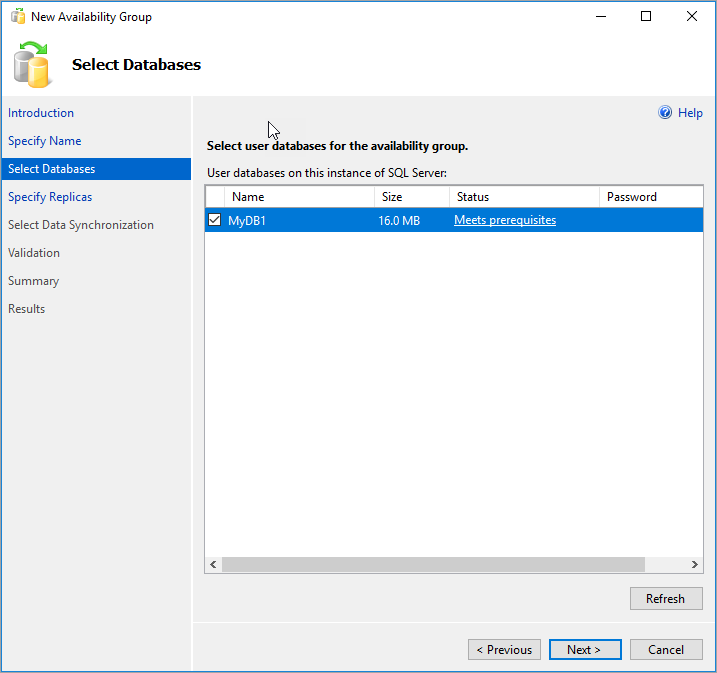 New Availability Group
Select Databases
Introduction
Specify Name
Select Databases
Specify Replicas
Select Data Synchronization
Validation
Summary
Results
Help
Select user databases for the availability group.
User databases on this instance of SQL Server:
Name Size Status Password
MyDB1 16.0 MB Meets prerequisites
Refresh
< Previous Next > Cancel